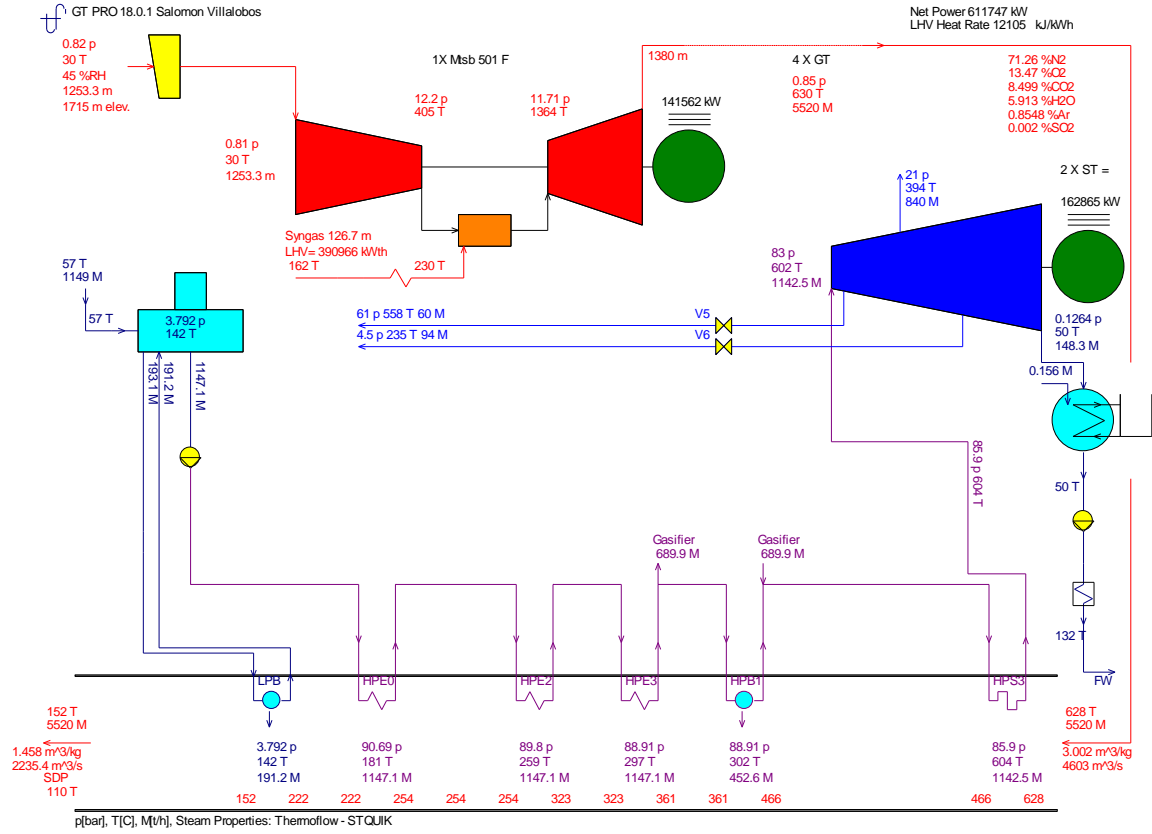 GT PRO 18.0.1 Salomon Villalobos
Net Power 611747 kW
LHV Heat Rate 12105 kJ/kWh
0.82 p
30 T
45 %RH
1253.3 m
1715 m elev.
1X Mtsb 501 F
1380 m
4 X GT
0.85 p
630 T
5520 M
71.26 %N2
13.47 %O2
8.499 %CO2
5.913 %H2O
0.8548 %Ar
0.002 %SO2
12.2 p
405 T
11.71 p
1364 T
141562 kW
0.81 p
30 T
1253.3 m
2 X ST =
162865 kW
21 p
394 T
840 M
Syngas 126.7 m
LHV= 390966 kWth
162 T
230 T
83 p
602 T
1142.5 M
57 T
1149 M
57 T
3.792 p
142 T
61 p 558 T 60 M
V5
4.5 p 235 T 94 M
V6
0.1264 p
50 T
148.3 M
0.156 M
193.1 M
191.2 M
1147.1 M
85.9 p 604 T
50 T
Gasifier
689.9 M
Gasifier
689.9 M
132 T
FW
LPB
HPE0
HPE2
HPE3
HPB1
HPS3
152 T
5520 M
1.458 m^3/kg
2235.4 m^3/s
SDP
110 T
3.792 p
142 T
191.2 M
90.69 p
181 T
1147.1 M
89.8 p
259 T
1147.1 M
88.91 p
297 T
1147.1 M
88.91 p
302 T
452.6 M
85.9 p
604 T
1142.5 M
628 T
5520 M
3.002 m^3/kg
4603 m^3/s
152 222 222 254 254 254 323 323 361 361 466 466 628
p[bar], T[C], M[t/h], Steam Properties: Thermoflow - STQUIK